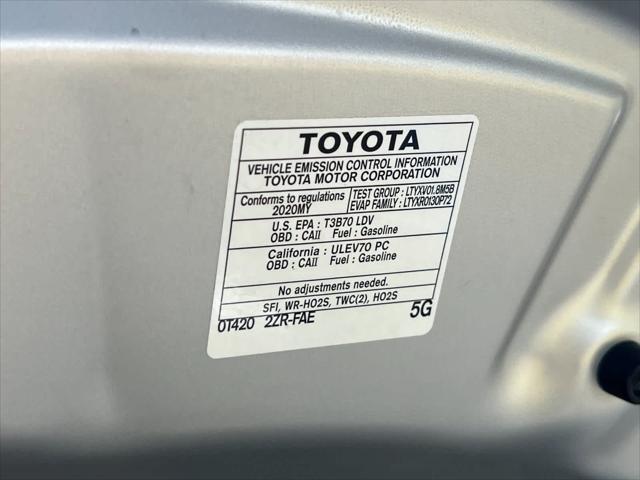 TOYOTA
VEHICLE EMISSION CONTROL INFORMATION
TOYOTA MOTOR CORPORATION
Conforms to regulations
2020MY
TEST GROUP : LTYXV01.8M5B
EVAP FAMILY : LTYXR0130P72
U.S. EPA : T3B70 LDV
OBD : CAII Fuel : Gasoline
California : ULEV70 PC
OBD : CAII Fuel : Gasoline
No adjustments needed.
SFI, WR-HO2S, TWC(2), HO2S
0T420 2ZR-FAE 5G